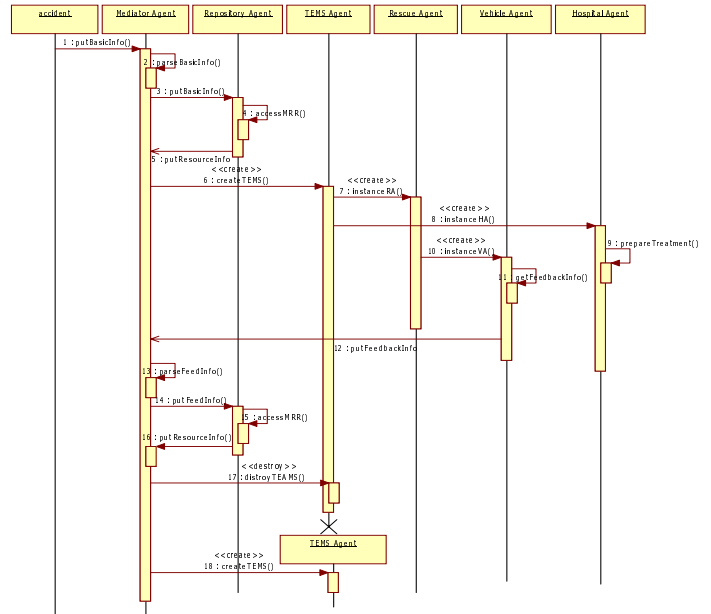 accident
Mediator Agent
Repository Agent
TEMS Agent
Rescue Agent
Vehicle Agent
Hospital Agent
1 : putBasicInfo()
2 : parseBasicInfo()
3 : putBasicInfo()
4 : accessMRR()
5 : putResourceInfo
<<create>>
6 : createTEMS()
<<create>>
7 : instanceRA()
<<create>>
8 : instanceHA()
9 : prepareTreatment()
<<create>>
10 : instanceVA()
11 : getFeedbackInfo()
12 : putFeedbackInfo
13 : parseFeedInfo()
14 : putFeedInfo()
15 : accessMRR()
16 : putResourceInfo()
<<destroy>>
17 : distroyTEAMS()
TEMS Agent
<<create>>
18 : createTEMS()